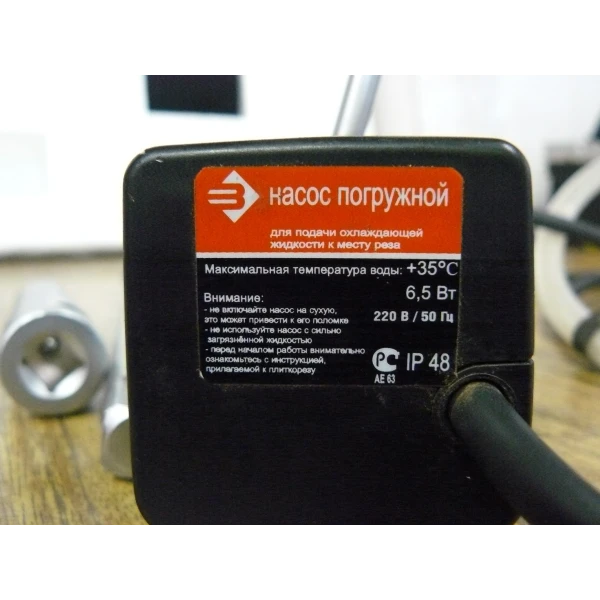 насос погружной
для подачи охлаждающей
жидкости к месту реза
Максимальная температура воды: +35°C
6,5 Вт
Внимание:
- не включайте насос на сухую,
это может привести к его поломке
220 В / 50 Гц
- не используйте насос с сильно
загрязнённой жидкостью
- перед началом работы внимательно
ознакомьтесь с инструкцией,
прилагаемой к плиткорезу
РС IP 48
АЕ 63